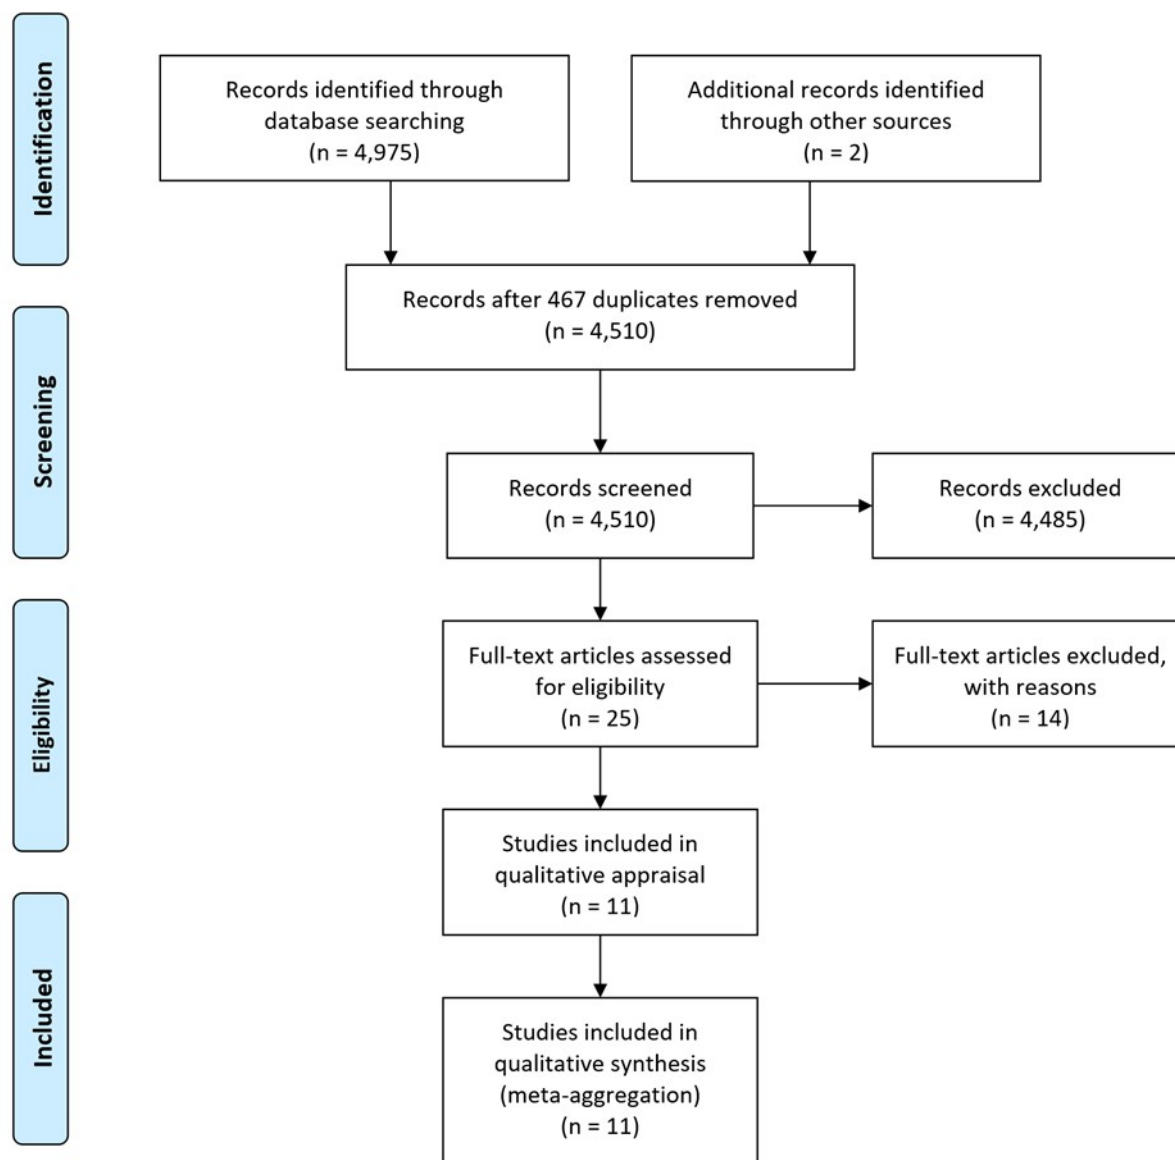 Identification
Records identified through
database searching
(n = 4,975)
Additional records identified
through other sources
(n = 2)
Records after 467 duplicates removed
(n = 4,510)
Screening
Records screened
(n = 4,510)
Records excluded
(n = 4,485)
Eligibility
Full-text articles assessed
for eligibility
(n = 25)
Full-text articles excluded,
with reasons
(n = 14)
Studies included in
qualitative appraisal
(n = 11)
Included
Studies included in
qualitative synthesis
(meta-aggregation)
(n = 11)